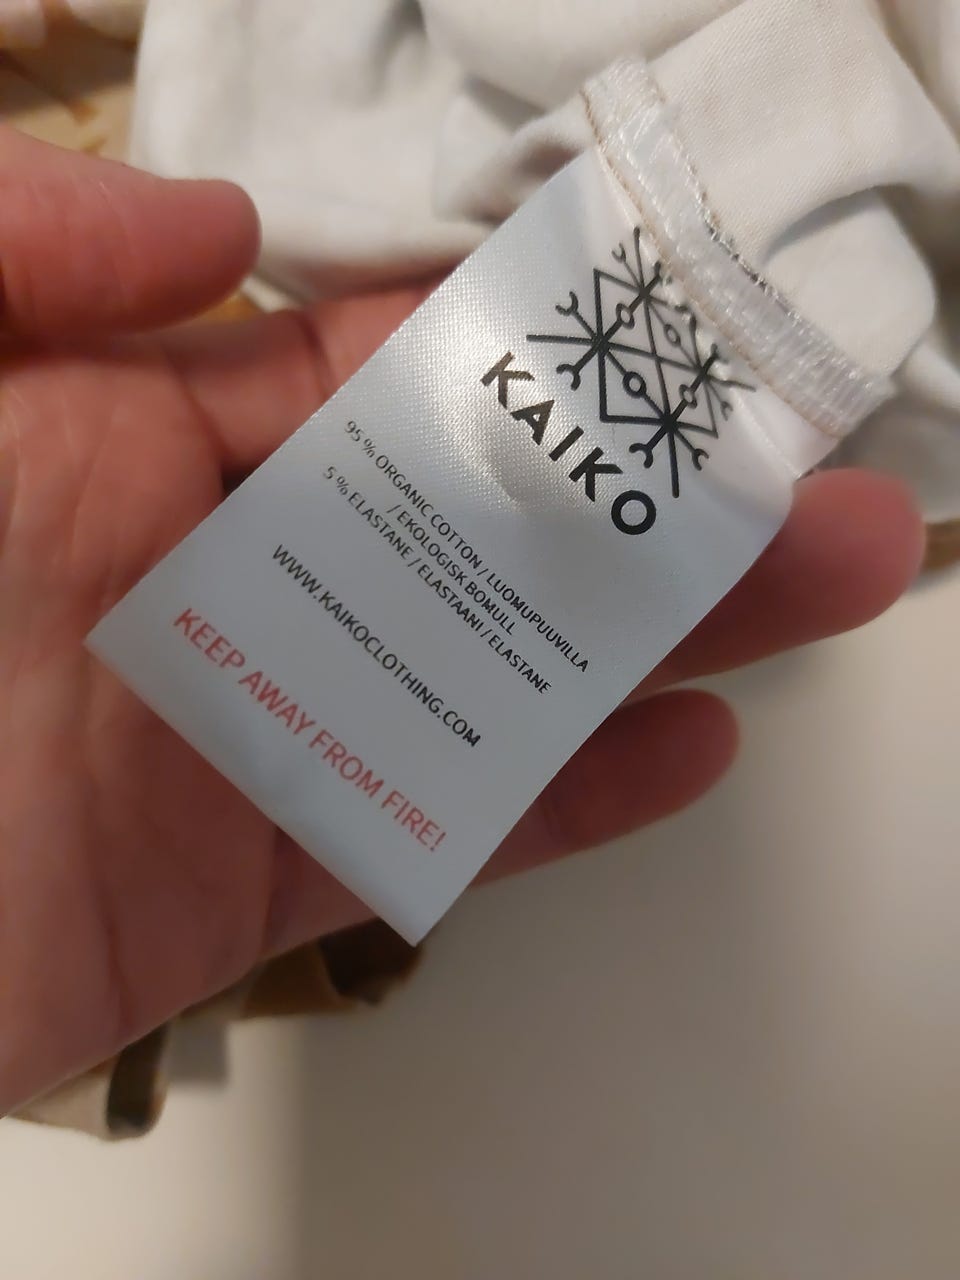 KAIKO
95 % ORGANIC COTTON / LUOMUPUUVILLA
/ EKOLOGISK BOMULL
5 % ELASTANE / ELASTAANI / ELASTANE
WWW.KAIKOCLOTHING.COM
KEEP AWAY FROM FIRE!